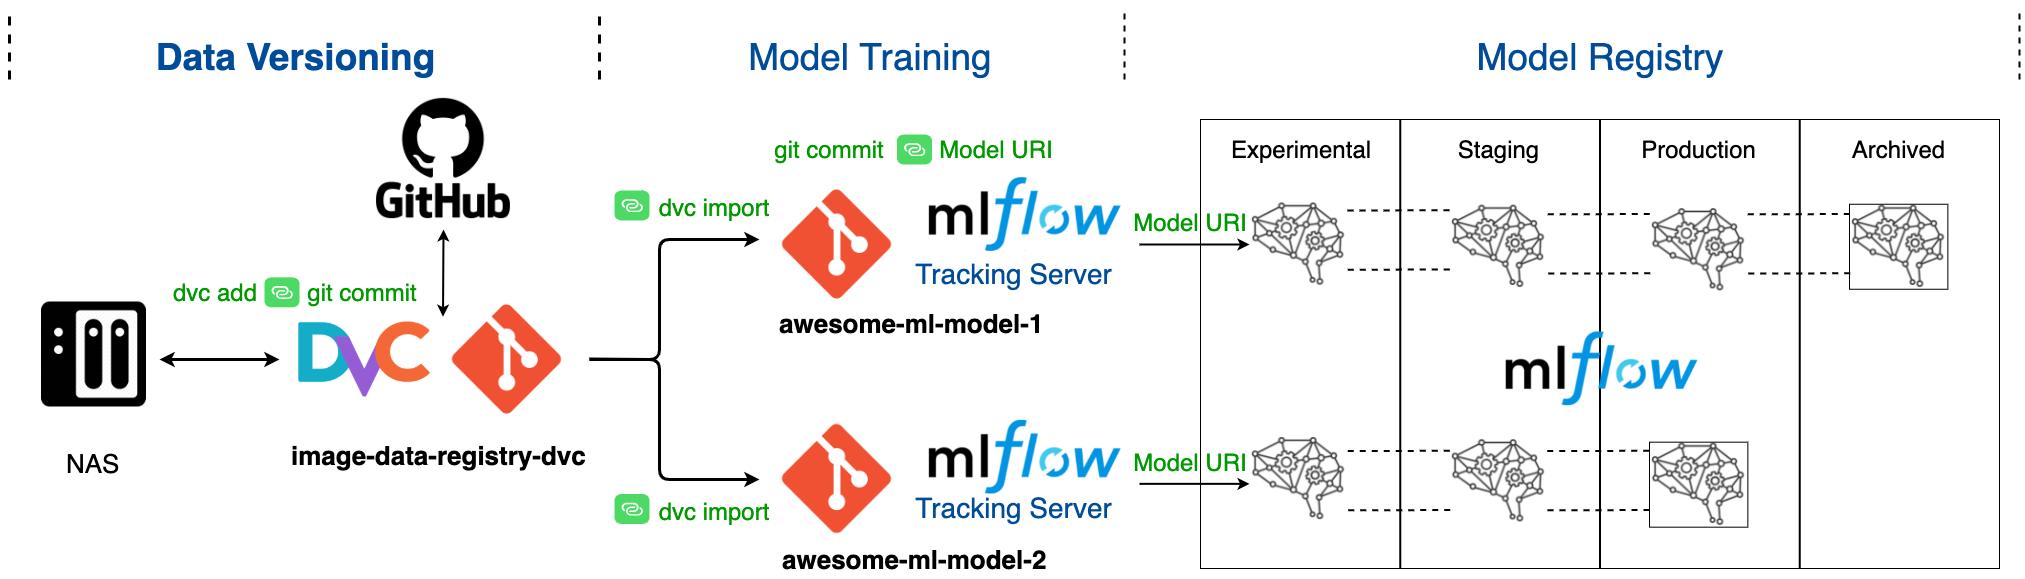 Data Versioning
Model Training
Model Registry
GitHub
dvc add git commit
DVC
NAS
image-data-registry-dvc
git commit Model URI
dvc import
mlflow
Tracking Server
awesome-ml-model-1
Model URI
dvc import
mlflow
Tracking Server
awesome-ml-model-2
Model URI
Experimental
Staging
Production
Archived
mlflow